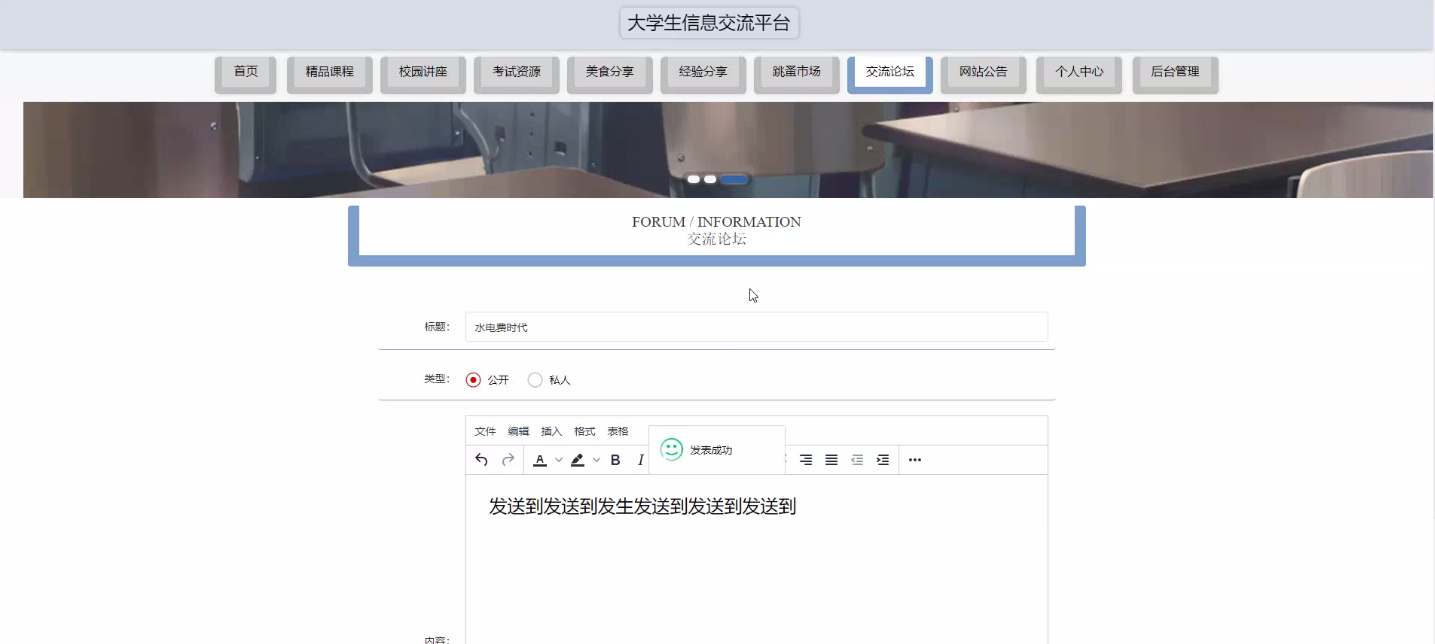 大学生信息交流平台
首页 精品课程 校园讲座 考试资源 美食分享 经验分享 跳蚤市场 交流论坛 网站公告 个人中心 后台管理
FORUM / INFORMATION
交流论坛
标题： 水电费时代
类型： 公开 私人
文件 编辑 插入 格式 表格
发表成功
A B I
发送到发送到发生发送到发送到发送到
内容：